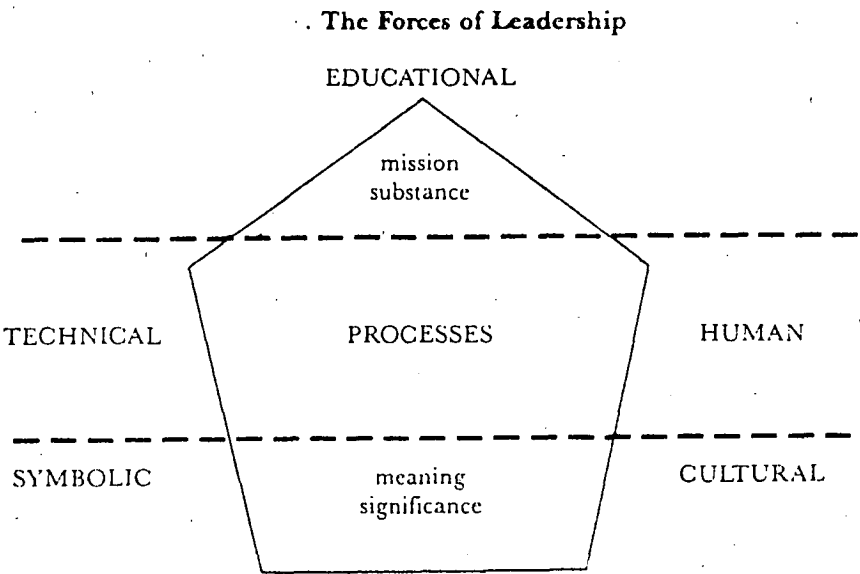 The Forces of Leadership
EDUCATIONAL
mission
substance
TECHNICAL PROCESSES HUMAN
SYMBOLIC meaning CULTURAL
significance